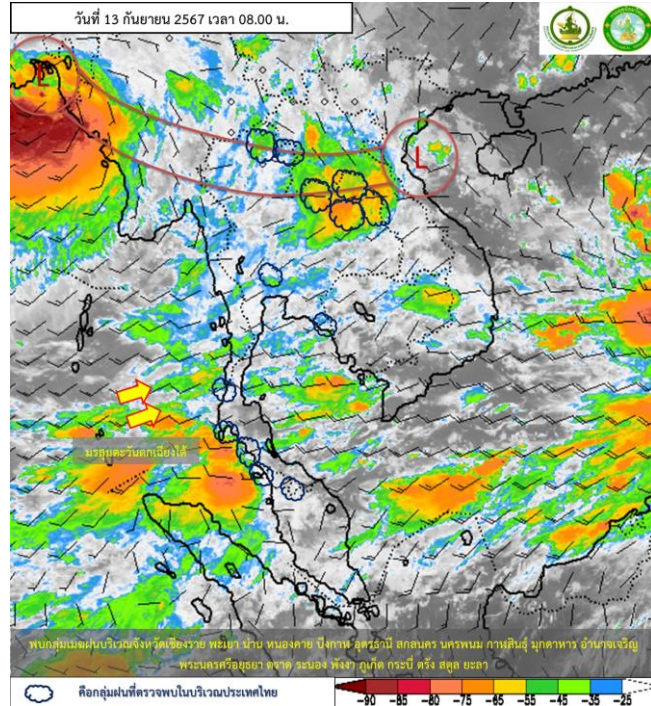 วันที่ 13 กันยายน 2567 เวลา 08.00 น.
L
L
มรสุมตะวันตกเฉียงใต้
พบกลุ่มเมฆฝนบริเวณจังหวัดเชียงราย พะเยา น่าน หนองคาย บึงกาฬ อุดรธานี สกลนคร นครพนม กาฬสินธุ์ มุกดาหาร อำนาจเจริญ
พระนครศรีอยุธยา ตราด ระนอง พังงา ภูเก็ต กระบี่ ตรัง สตูล ยะลา
คือกลุ่มฝนที่ตรวจพบในบริเวณประเทศไทย
-90 -85 -80 -75 -65 -55 -45 -35 -25